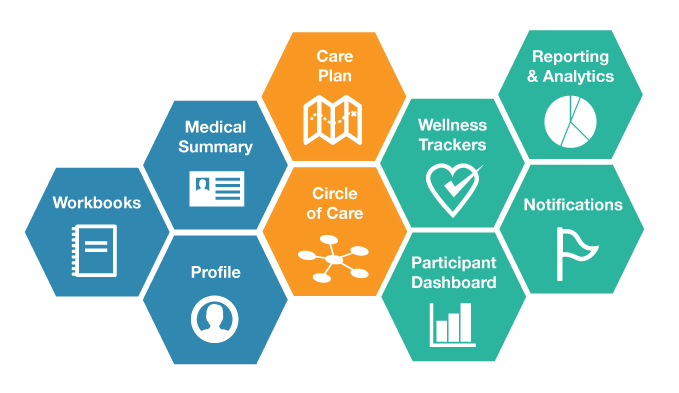 Care
Plan
Reporting
& Analytics
Medical
Summary
Wellness
Trackers
Workbooks
Circle
of Care
Notifications
Profile
Participant
Dashboard